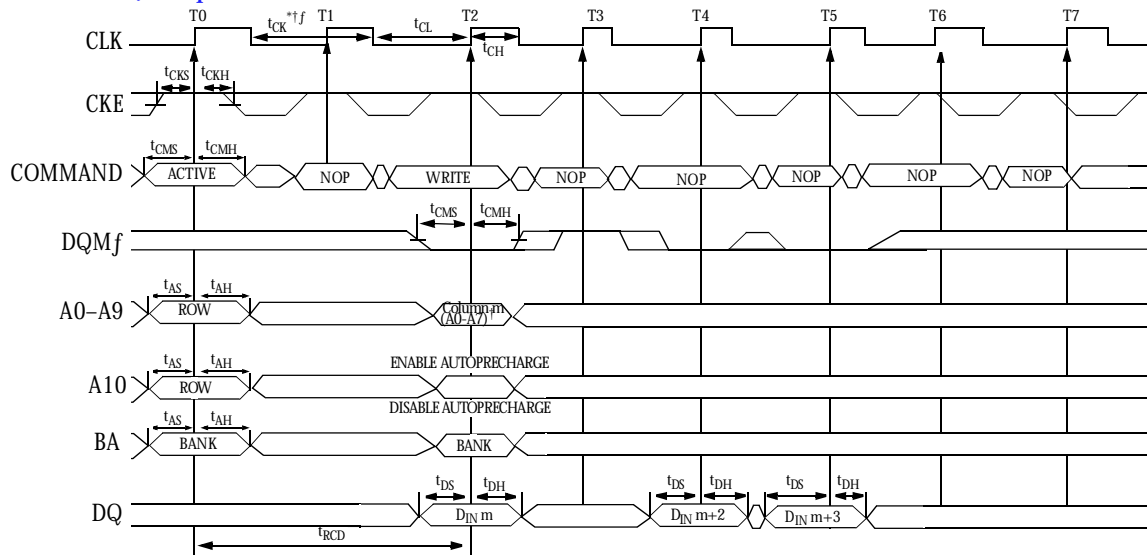 T0 tCK*†ƒ T1 tCL T2 T3 T4 T5 T6 T7
CLK
tCH
tCKS tCKH
CKE
tCMS tCMH
COMMAND ACTIVE NOP WRITE NOP NOP NOP NOP NOP
tCMS tCMH
DQMƒ
tAS tAH
A0–A9 ROW Column m
(A0-A7)†
tAS tAH ENABLE AUTOPRECHARGE
A10 ROW
DISABLE AUTOPRECHARGE
tAS tAH
BA BANK BANK
tDS tDH tDS tDH tDS tDH
DQ DIN m DIN m+2 DIN m+3
tRCD